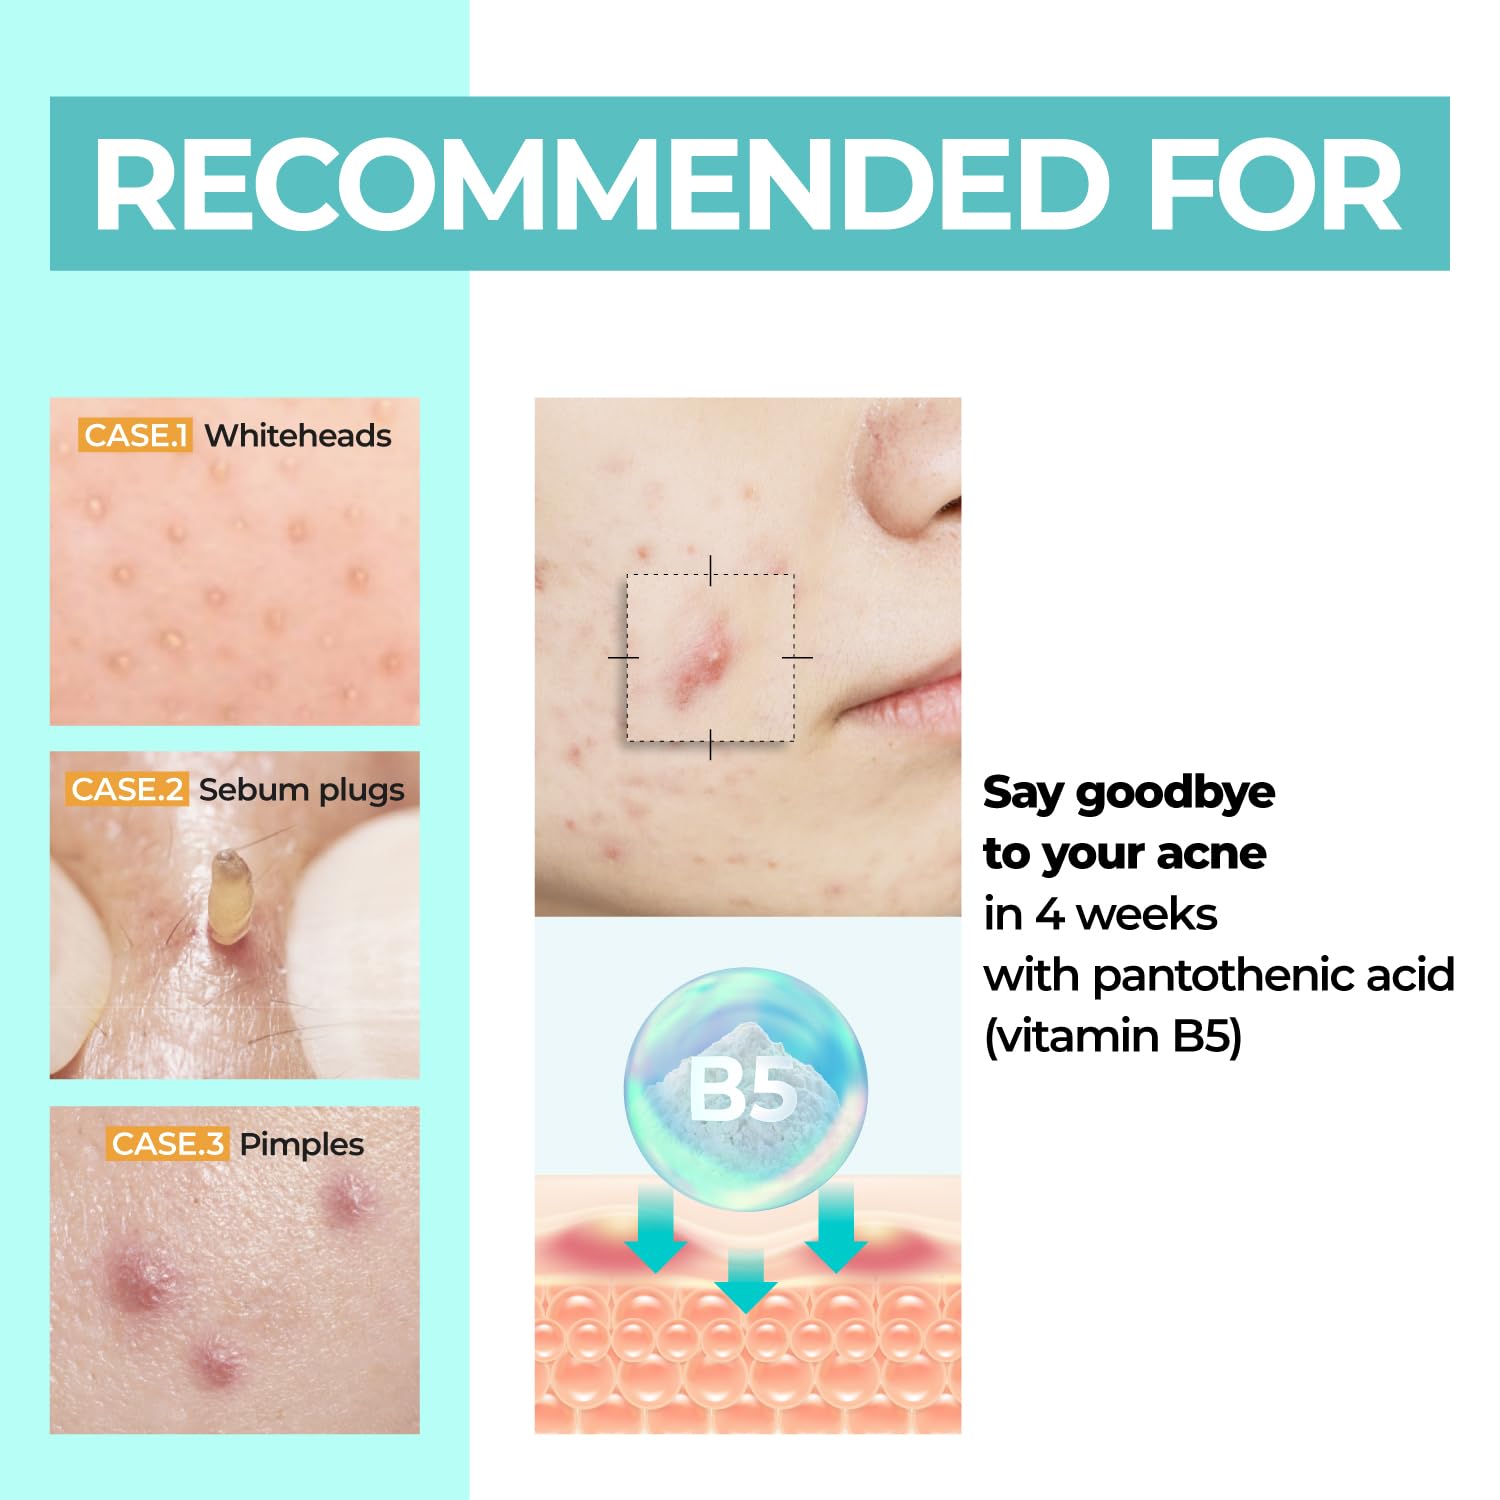 RECOMMENDED FOR
CASE.1 Whiteheads
CASE.2 Sebum plugs
CASE.3 Pimples
B5
Say goodbye
to your acne
in 4 weeks
with pantothenic acid
(vitamin B5)